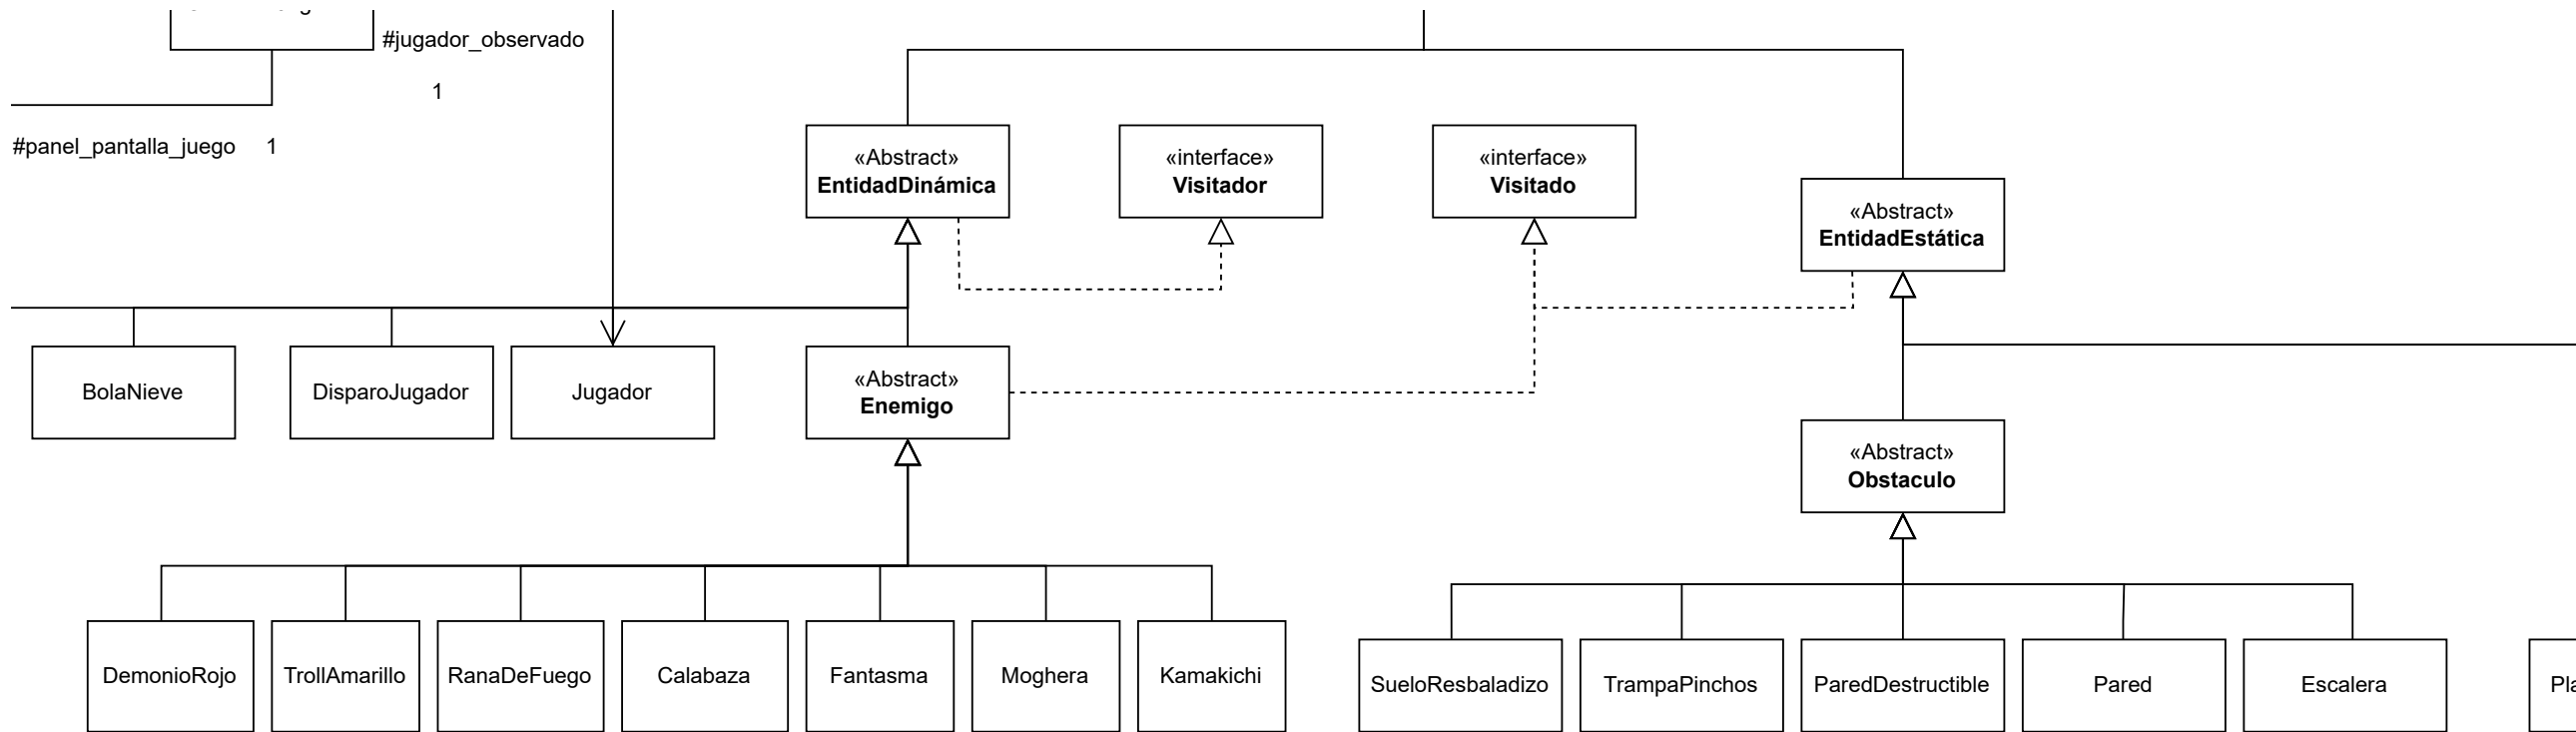 #jugador_observado
1
#panel_pantalla_juego 1
«Abstract»
EntidadDinámica
«interface»
Visitador
«interface»
Visitado
«Abstract»
EntidadEstática
BolaNieve
DisparoJugador
Jugador
«Abstract»
Enemigo
«Abstract»
Obstaculo
DemonioRojo
TrollAmarillo
RanaDeFuego
Calabaza
Fantasma
Moghera
Kamakichi
SueloResbaladizo
TrampaPinchos
ParedDestructible
Pared
Escalera